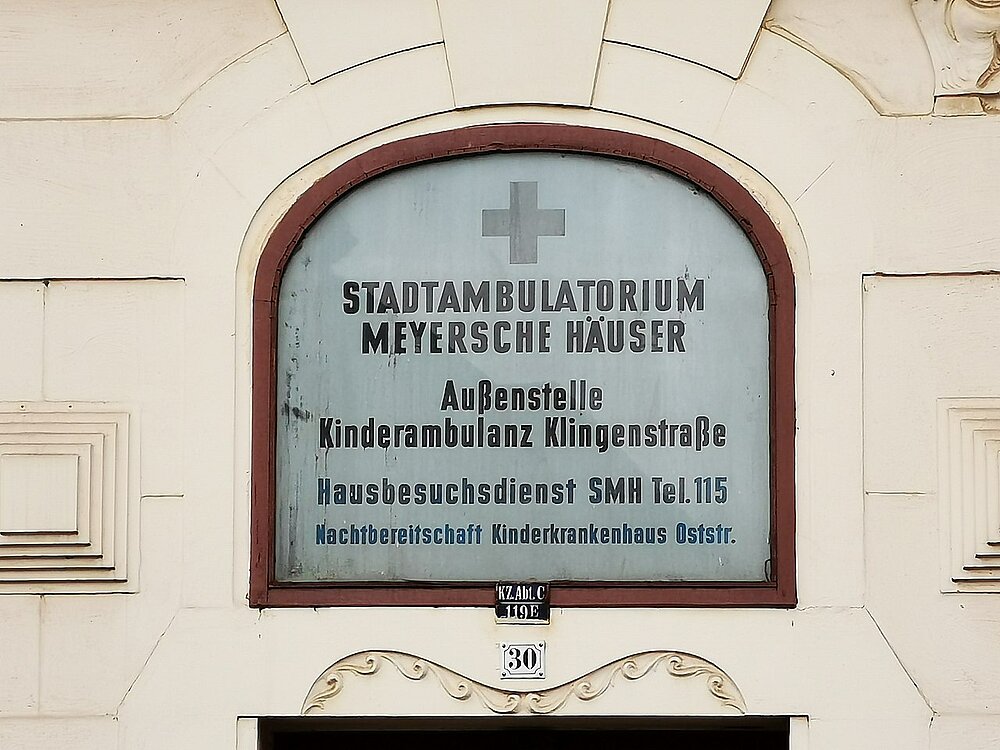 STADTAMBULATORIUM
MEYERSCHE HÄUSER
Außenstelle
Kinderambulanz Klingenstraße
Hausbesuchsdienst SMH Tel. 115
Nachtbereitschaft Kinderkrankenhaus Oststr.
KZ. Abt. C
119E
30